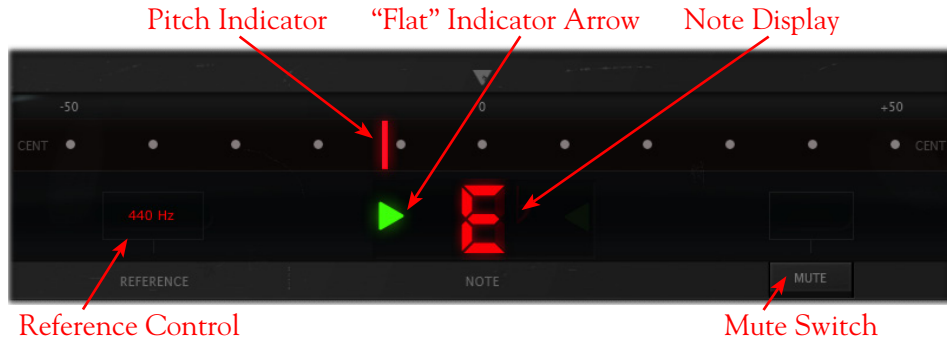 Pitch Indicator “Flat” Indicator Arrow Note Display
-50 0 +50
CENT CENT
440 Hz E
REFERENCE NOTE MUTE
Reference Control Mute Switch